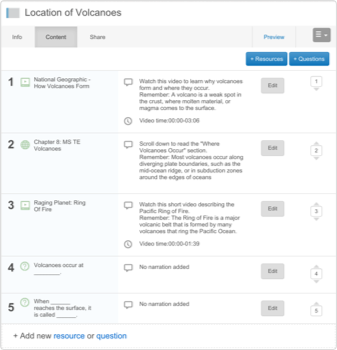 Location of Volcanoes
Info Content Share Preview
+ Resources + Questions
1 National Geographic -
How Volcanoes Form
Watch this video to learn why volcanoes
form and where they occur.
Remember: A volcano is a weak spot in
the crust, where molten material, or
magma comes to the surface.
Video time:00:00-03:06
Edit 1
2 Chapter 8: MS TE
Volcanoes
Scroll down to read the "Where
Volcanoes Occur" section.
Remember: Most volcanoes occur along
diverging plate boundaries, such as the
mid-ocean ridge, or in subduction zones
around the edges of oceans
Edit 2
3 Raging Planet: Ring
Of Fire
Watch this short video describing the
Pacific Ring of Fire.
Remember: The Ring of Fire is a major
volcanic belt that is formed by many
volcanoes that ring the Pacific Ocean.
Video time:00:00-01:39
Edit 3
4 Volcanoes occur at
________.
No narration added
Edit 4
5 When ______
reaches the surface, it
is called ______.
No narration added
Edit 5
+ Add new resource or question